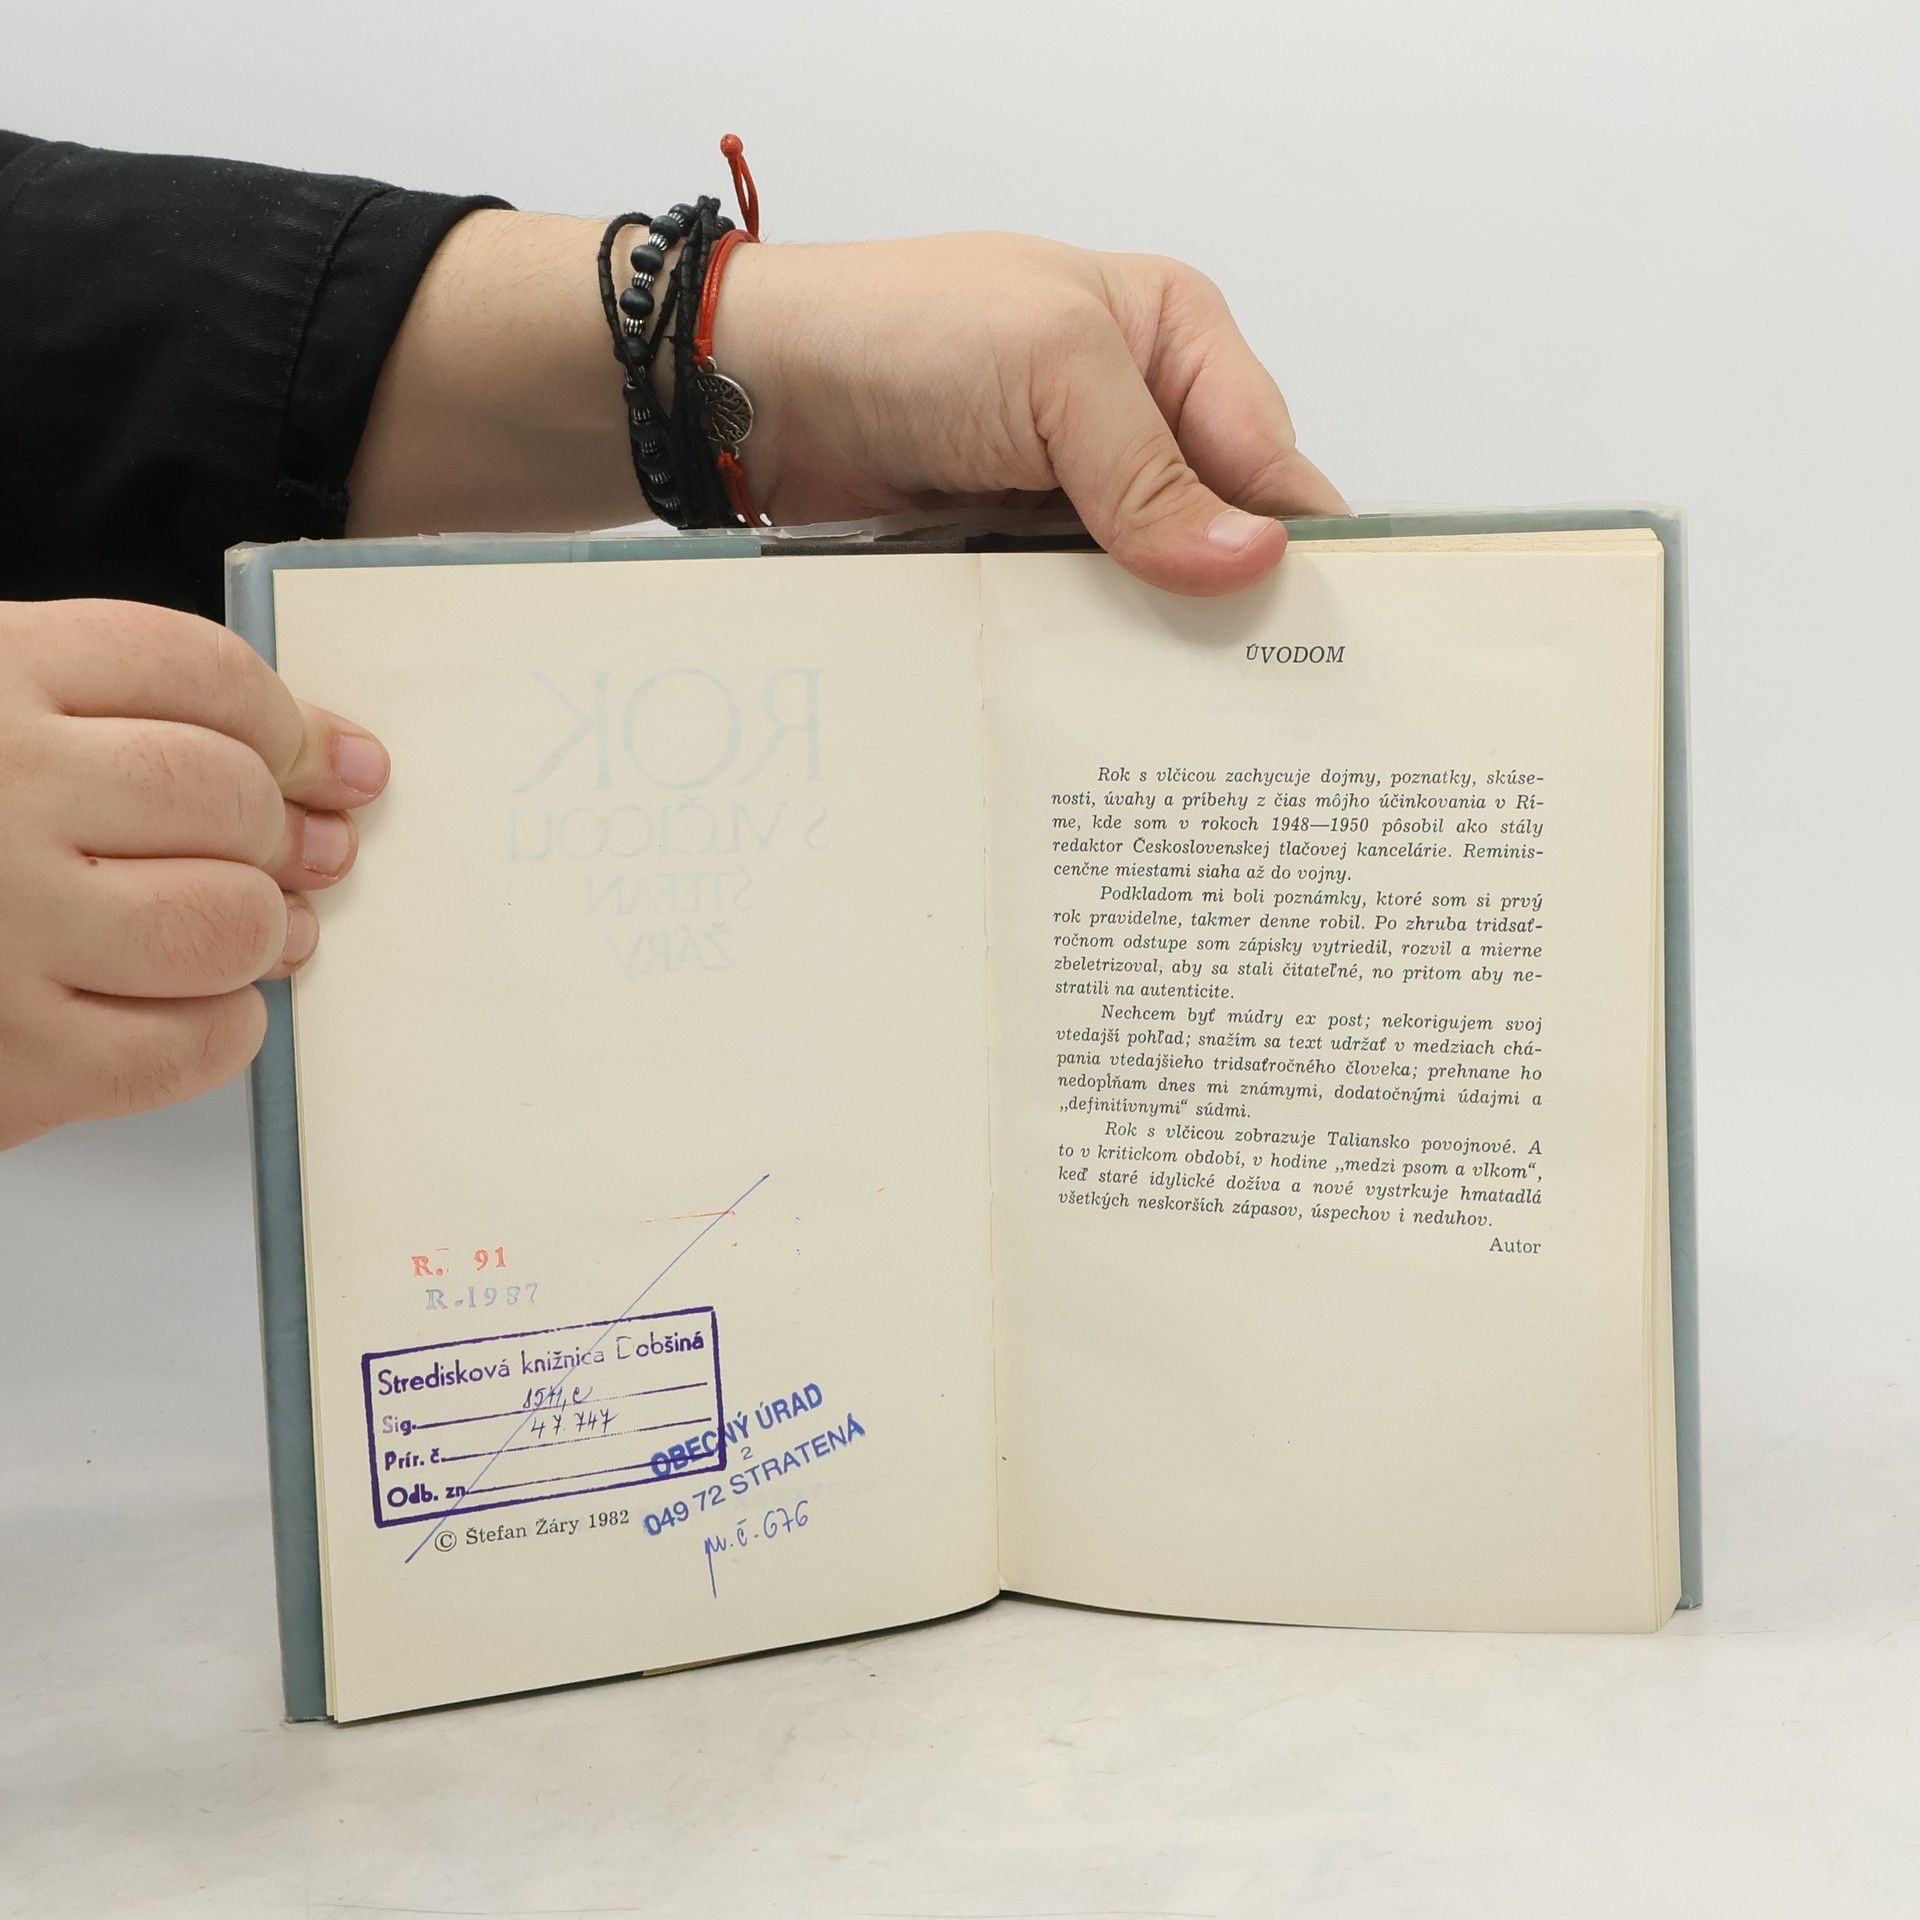 ROK
S VLČICOU
ŠTEFAN
ŽÁRY
R. 91
R.1987
Stredisková knižnica Dobšiná
Sig.
Prír. č. 47.747
Odb. zn.
OBECNÝ ÚRAD
2
049 72 STRATENÁ
č. 676
© Štefan Žáry 1982
ÚVODOM
Rok s vlčicou zachycuje dojmy, poznatky, skúse-
nosti, úvahy a príbehy z čias môjho účinkovania v Rí-
me, kde som v rokoch 1948—1950 pôsobil ako stály
redaktor Československej tlačovej kancelárie. Reminis-
cenčne miestami siaha až do vojny.
Podkladom mi boli poznámky, ktoré som si prvý
rok pravidelne, takmer denne robil. Po zhruba tridsať-
ročnom odstupe som zápisky vytriedil, rozvil a mierne
zbeletrizoval, aby sa stali čitateľné, no pritom aby ne-
stratili na autenticite.
Nechcem byť múdry ex post; nekorigujem svoj
vtedajší pohľad; snažím sa text udržať v medziach chá-
pania vtedajšieho tridsaťročného človeka; prehnane ho
nedopĺňam dnes mi známymi, dodatočnými údajmi a
„definitívnymi“ súdmi.
Rok s vlčicou zobrazuje Taliansko povojnové. A
to v kritickom období, v hodine „medzi psom a vlkom“,
keď staré idylické dožíva a nové vystrkuje hmatadlá
všetkých neskorších zápasov, úspechov i neduhov.
Autor